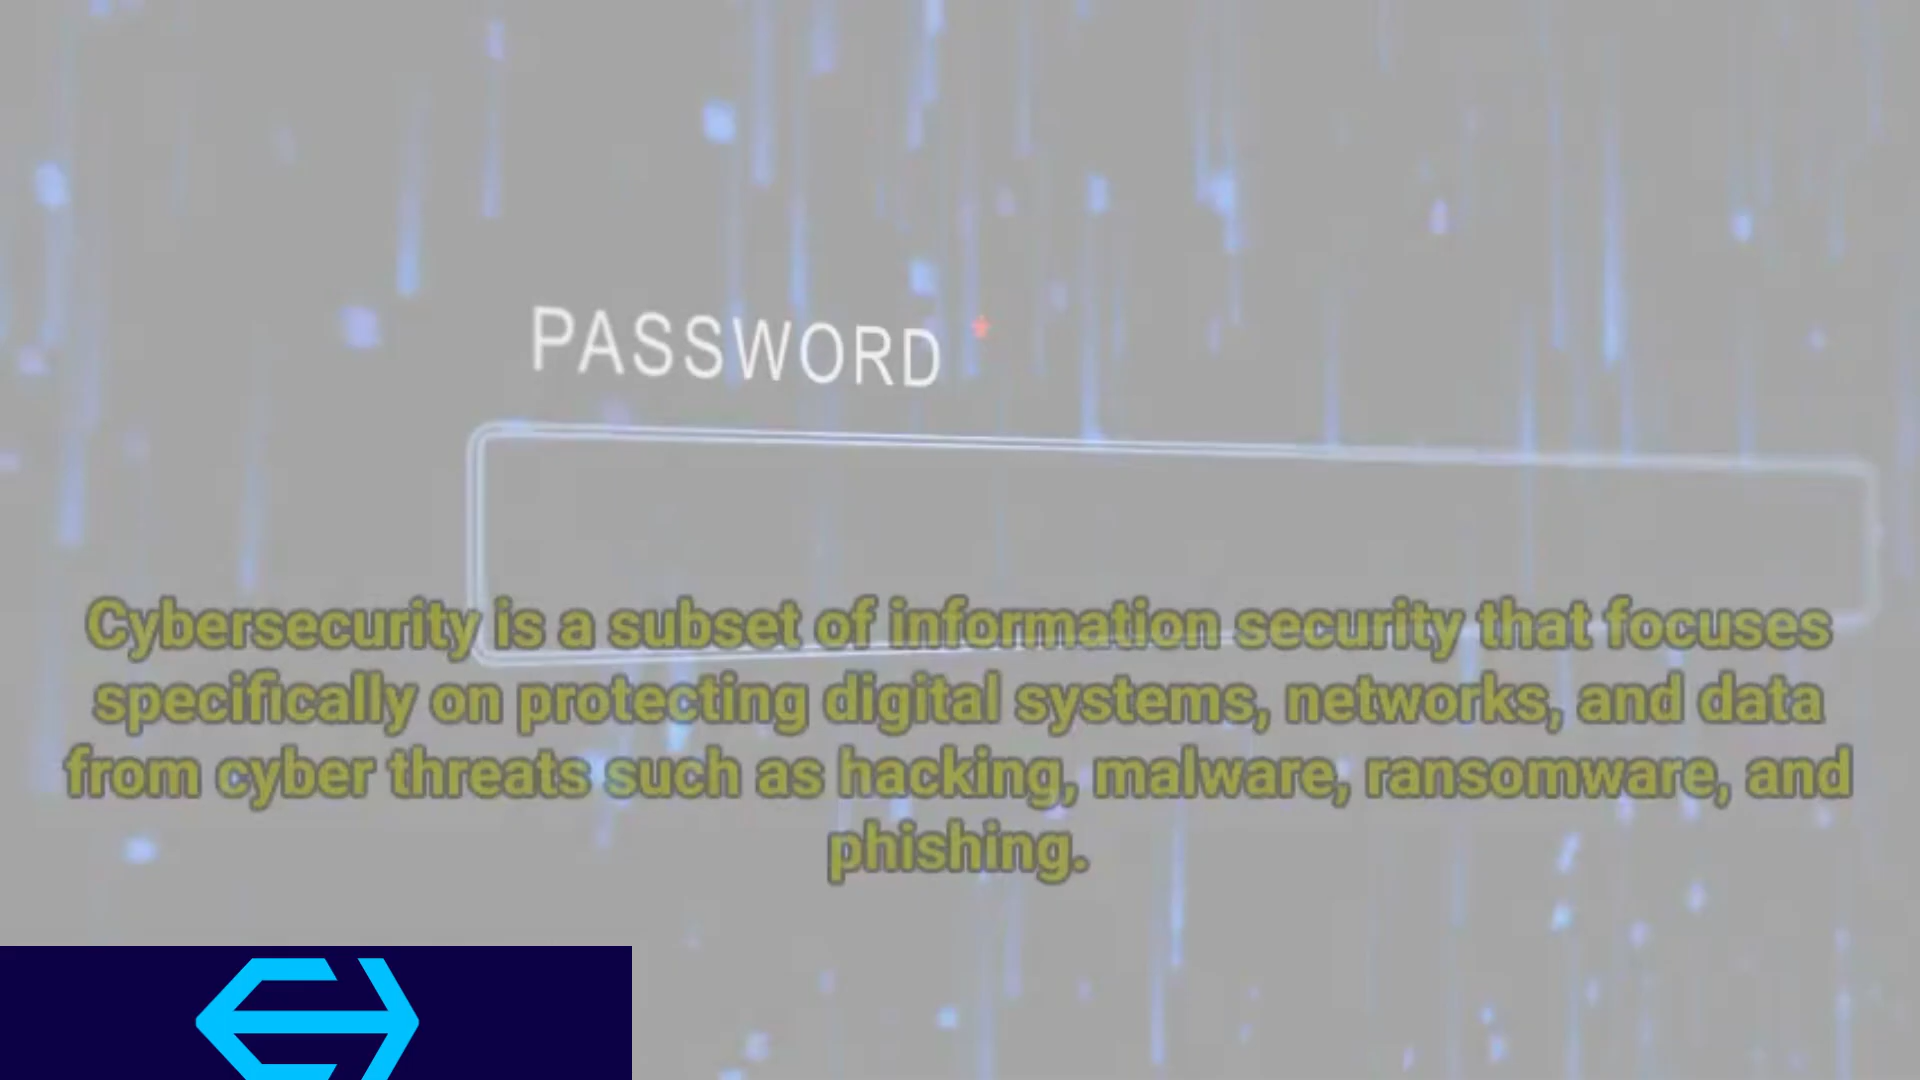 PASSWORD *
Cybersecurity is a subset of information security that focuses
specifically on protecting digital systems, networks, and data
from cyber threats such as hacking, malware, ransomware, and
phishing.